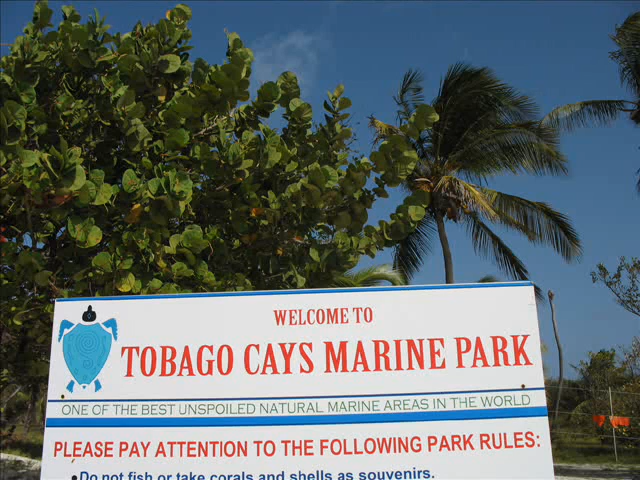 WELCOME TO
TOBAGO CAYS MARINE PARK
ONE OF THE BEST UNSPOILED NATURAL MARINE AREAS IN THE WORLD
PLEASE PAY ATTENTION TO THE FOLLOWING PARK RULES:
•Do not fish or take corals and shells as souvenirs.